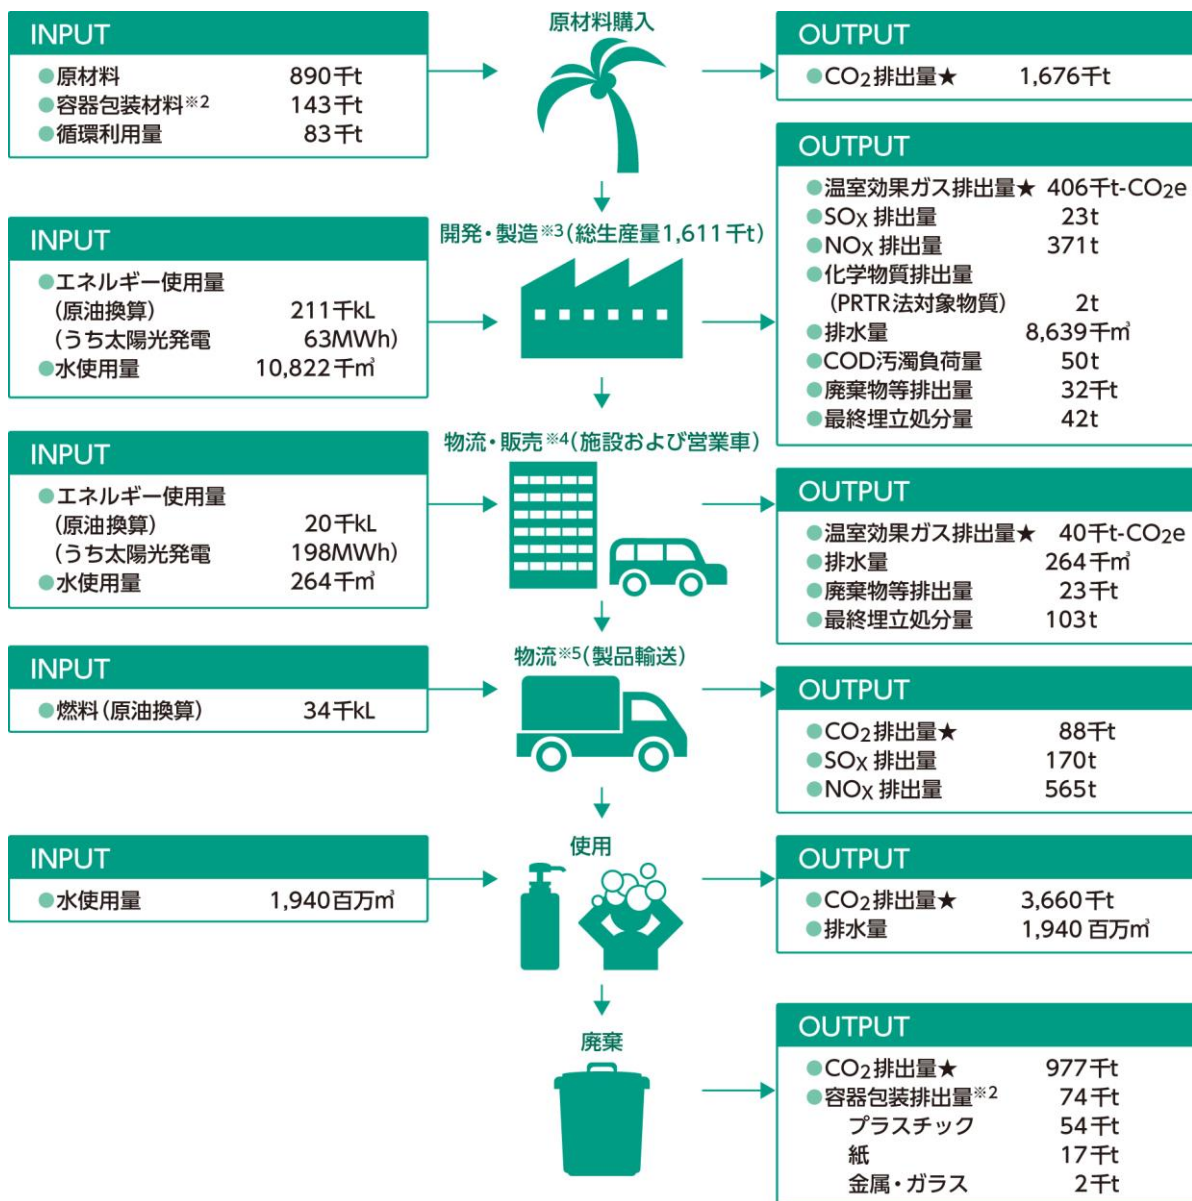 原材料購入
INPUT
●原材料 890千t
●容器包装材料※2 143千t
●循環利用量 83千t
OUTPUT
●CO2排出量★ 1,676千t
開発・製造※3(総生産量1,611千t)
INPUT
●エネルギー使用量
(原油換算) 211千kL
(うち太陽光発電 63MWh)
●水使用量 10,822千㎥
OUTPUT
●温室効果ガス排出量★ 406千t-CO2e
●SOX排出量 23t
●NOX排出量 371t
●化学物質排出量
(PRTR法対象物質) 2t
●排水量 8,639千㎥
●COD汚濁負荷量 50t
●廃棄物等排出量 32千t
●最終埋立処分量 42t
物流・販売※4(施設および営業車)
INPUT
●エネルギー使用量
(原油換算) 20千kL
(うち太陽光発電 198MWh)
●水使用量 264千㎥
OUTPUT
●温室効果ガス排出量★ 40千t-CO2e
●排水量 264千㎥
●廃棄物等排出量 23千t
●最終埋立処分量 103t
物流※5(製品輸送)
INPUT
●燃料(原油換算) 34千kL
OUTPUT
●CO2排出量★ 88千t
●SOX排出量 170t
●NOX排出量 565t
使用
INPUT
●水使用量 1,940百万㎥
OUTPUT
●CO2排出量★ 3,660千t
●排水量 1,940百万㎥
廃棄
OUTPUT
●CO2排出量★ 977千t
●容器包装排出量※2 74千t
プラスチック 54千t
紙 17千t
金属・ガラス 2千t